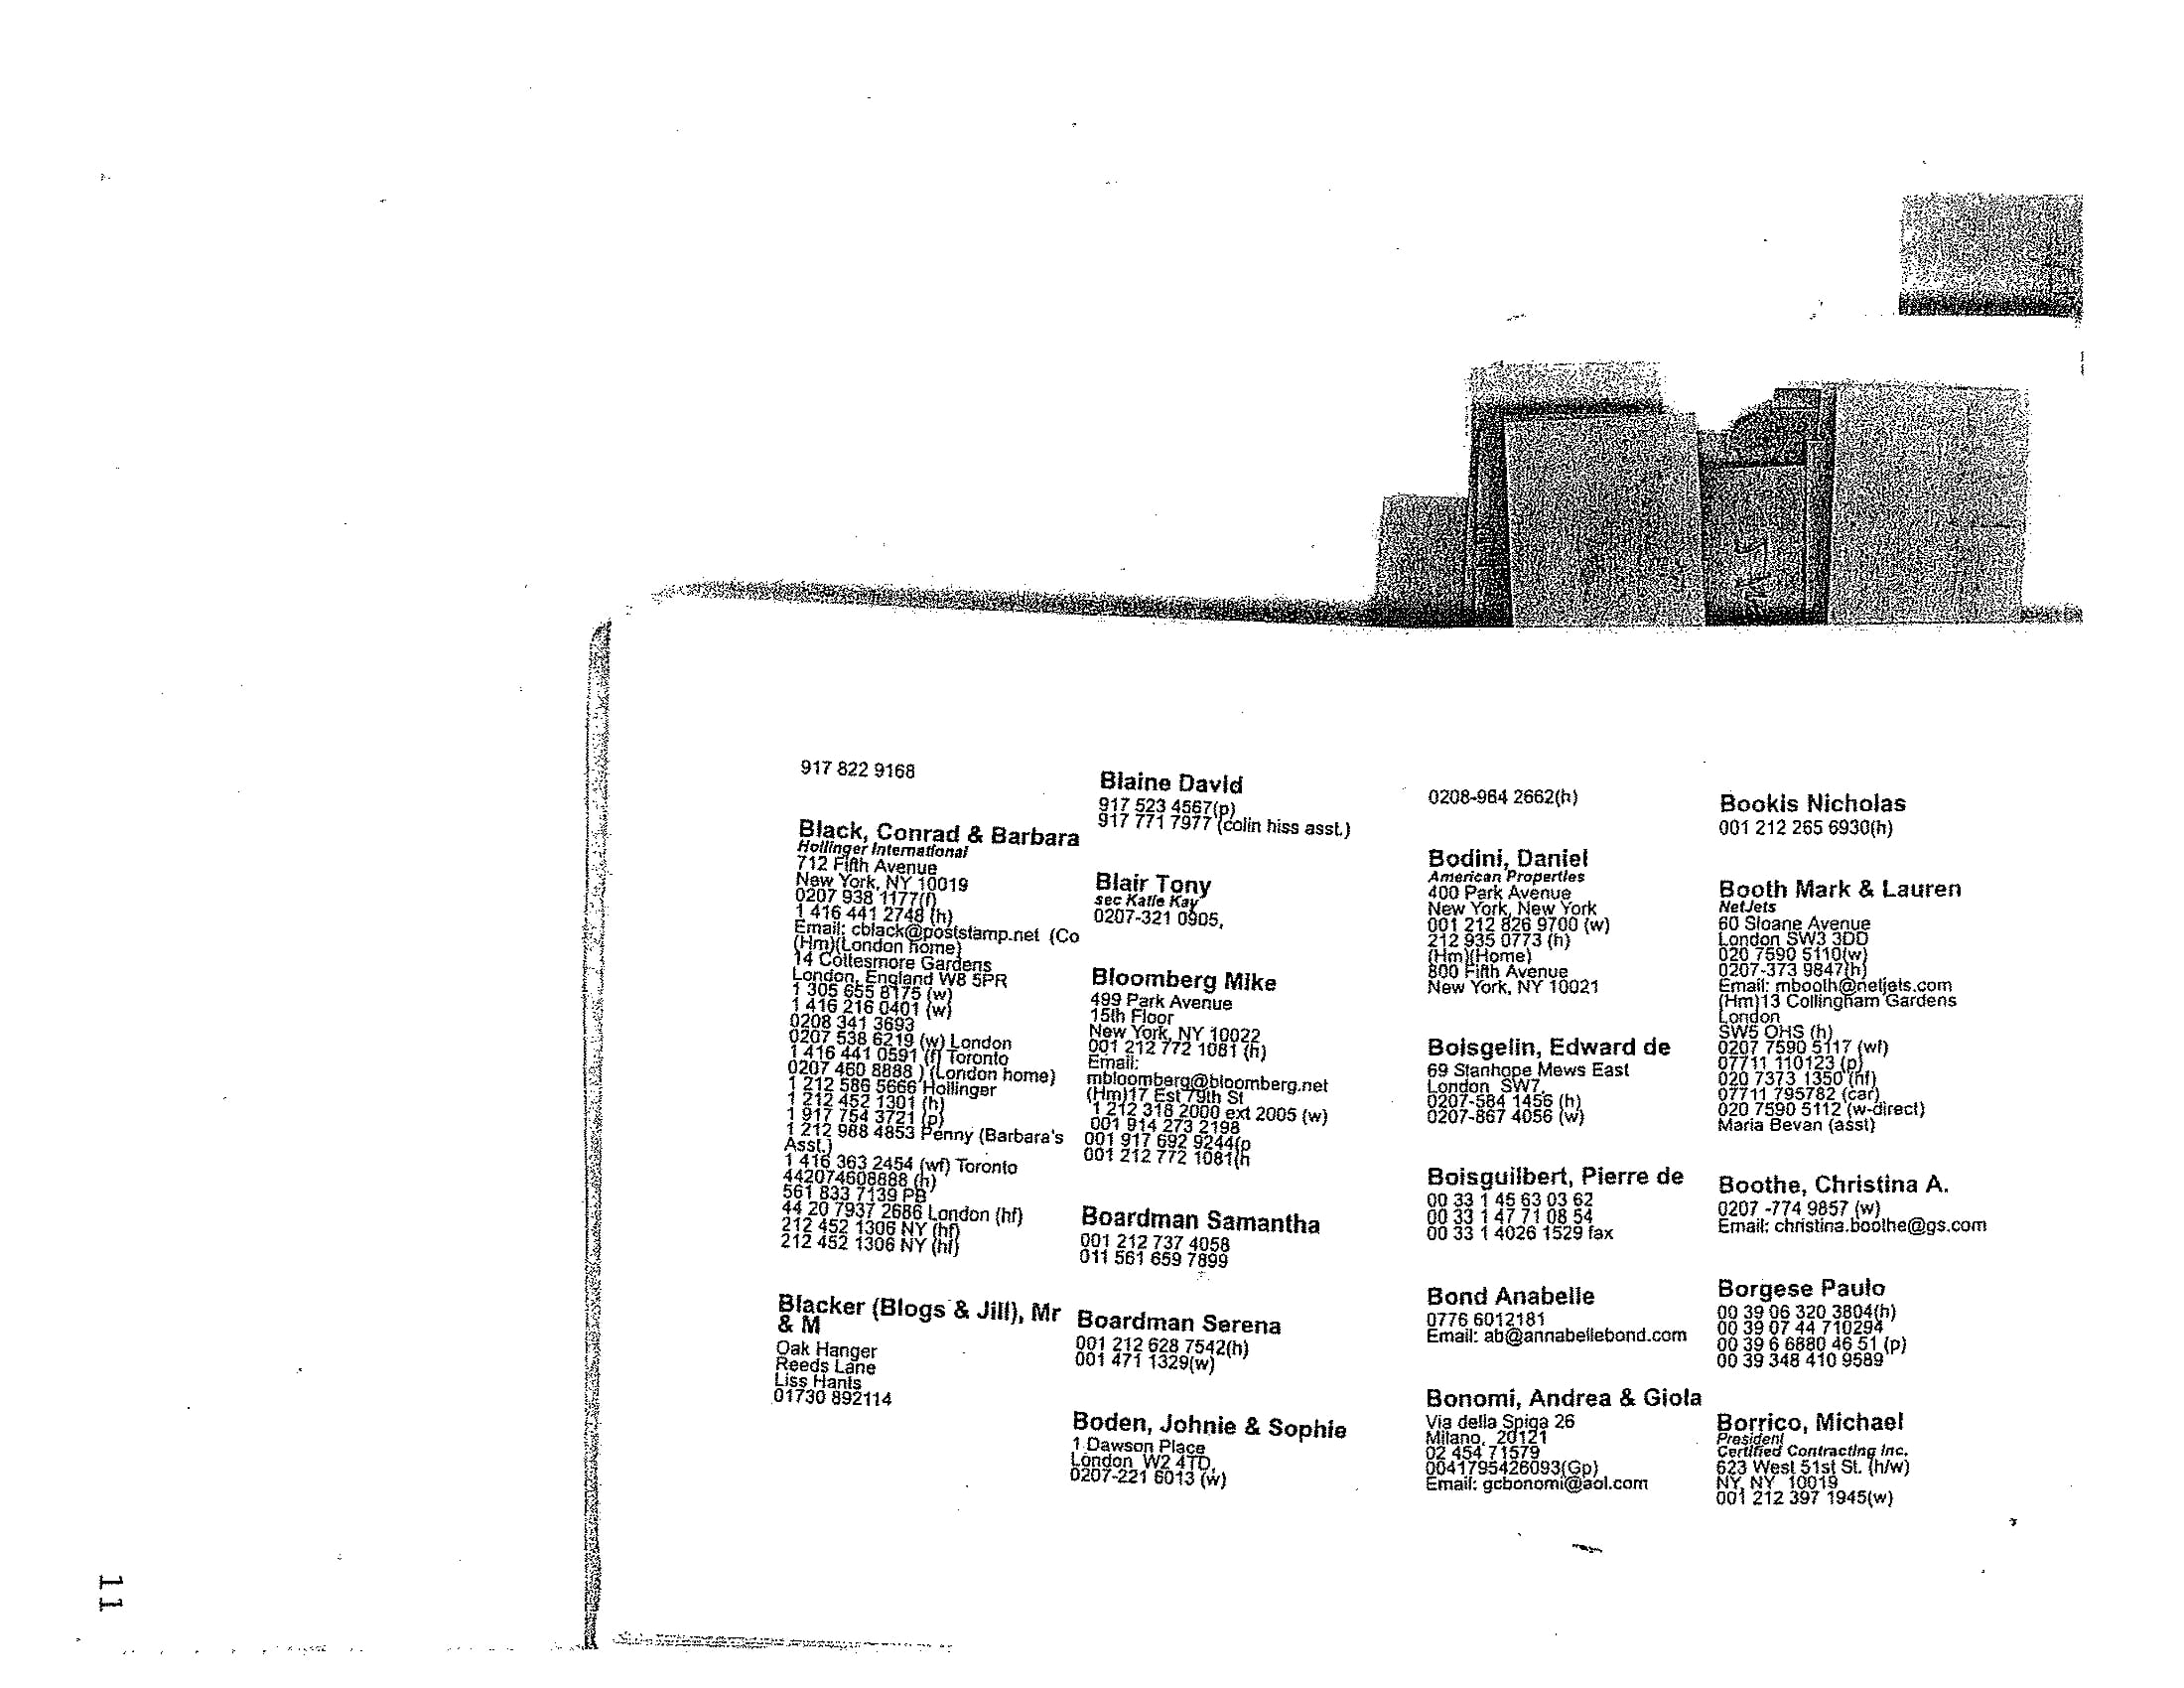 917 822 9168
Black, Conrad & Barbara
Hollinger International
712 Fifth Avenue
New York, NY 10019
0207 938 1177(f)
1 416 441 2748 (h)
Email: cblack@poststamp.net (Co
(Hm)(London home)
14 Cottesmore Gardens
London, England W8 5PR
1 305 655 8175 (w)
1 416 216 0401 (w)
0208 341 3693
0207 538 6219 (w) London
1 416 441 0591 (f) Toronto
0207 460 8888 ) (London home)
1 212 586 5666 Hollinger
1 212 452 1301 (h)
1 917 754 3721 (p)
1 212 988 4853 Penny (Barbara's
Asst.)
1 416 363 2454 (wf) Toronto
442074608888 (h)
561 833 7139 PB
44 20 7937 2686 London (hf)
212 452 1306 NY (hf)
212 452 1306 NY (hf)
Blacker (Blogs & Jill), Mr
& M
Oak Hanger
Reeds Lane
Liss Hants
01730 892114
Blaine David
917 523 4567(p)
917 771 7977 (colin hiss asst.)
Blair Tony
sec Katie Kay
0207-321 0905,
Bloomberg Mike
499 Park Avenue
15th Floor
New York, NY 10022
001 212 772 1081 (h)
Email:
mbloomberg@bloomberg.net
(Hm)17 Est 79th St
1 212 318 2000 ext 2005 (w)
001 914 273 2198
001 917 692 9244(p
001 212 772 1081(h
Boardman Samantha
001 212 737 4058
011 561 659 7899
Boardman Serena
001 212 628 7542(h)
001 471 1329(w)
Boden, Johnie & Sophie
1 Dawson Place
London W2 4TD,
0207-221 6013 (w)
0208-964 2662(h)
Bodini, Daniel
American Properties
400 Park Avenue
New York, New York
001 212 826 9700 (w)
212 935 0773 (h)
(Hm)(Home)
800 Fifth Avenue
New York, NY 10021
Boisgelin, Edward de
69 Stanhope Mews East
London SW7,
0207-584 1456 (h)
0207-867 4056 (w)
Boisguilbert, Pierre de
00 33 1 45 63 03 62
00 33 1 47 71 08 54
00 33 1 4026 1529 fax
Bond Anabelle
0776 6012181
Email: ab@annabellebond.com
Bonomi, Andrea & Giola
Via della Spiga 26
Milano, 20121
02 454 71579
0041795426093(Gp)
Email: gcbonomi@aol.com
Bookis Nicholas
001 212 265 6930(h)
Booth Mark & Lauren
NetJets
60 Sloane Avenue
London SW3 3DD
020 7590 5110(w)
0207-373 9847(h)
Email: mbooth@netjets.com
(Hm)13 Collingham Gardens
London
SW5 OHS (h)
0207 7590 5117 (wf)
07711 110123 (p)
020 7373 1350 (hf)
07711 795782 (car)
020 7590 5112 (w-direct)
Maria Bevan (asst)
Boothe, Christina A.
0207 -774 9857 (w)
Email: christina.boothe@gs.com
Borgese Paulo
00 39 06 320 3804(h)
00 39 07 44 710294
00 39 6 6880 46 51 (p)
00 39 348 410 9589
Borrico, Michael
President
Certified Contracting Inc.
623 West 51st St. (h/w)
NY, NY 10019
001 212 397 1945(w)
11